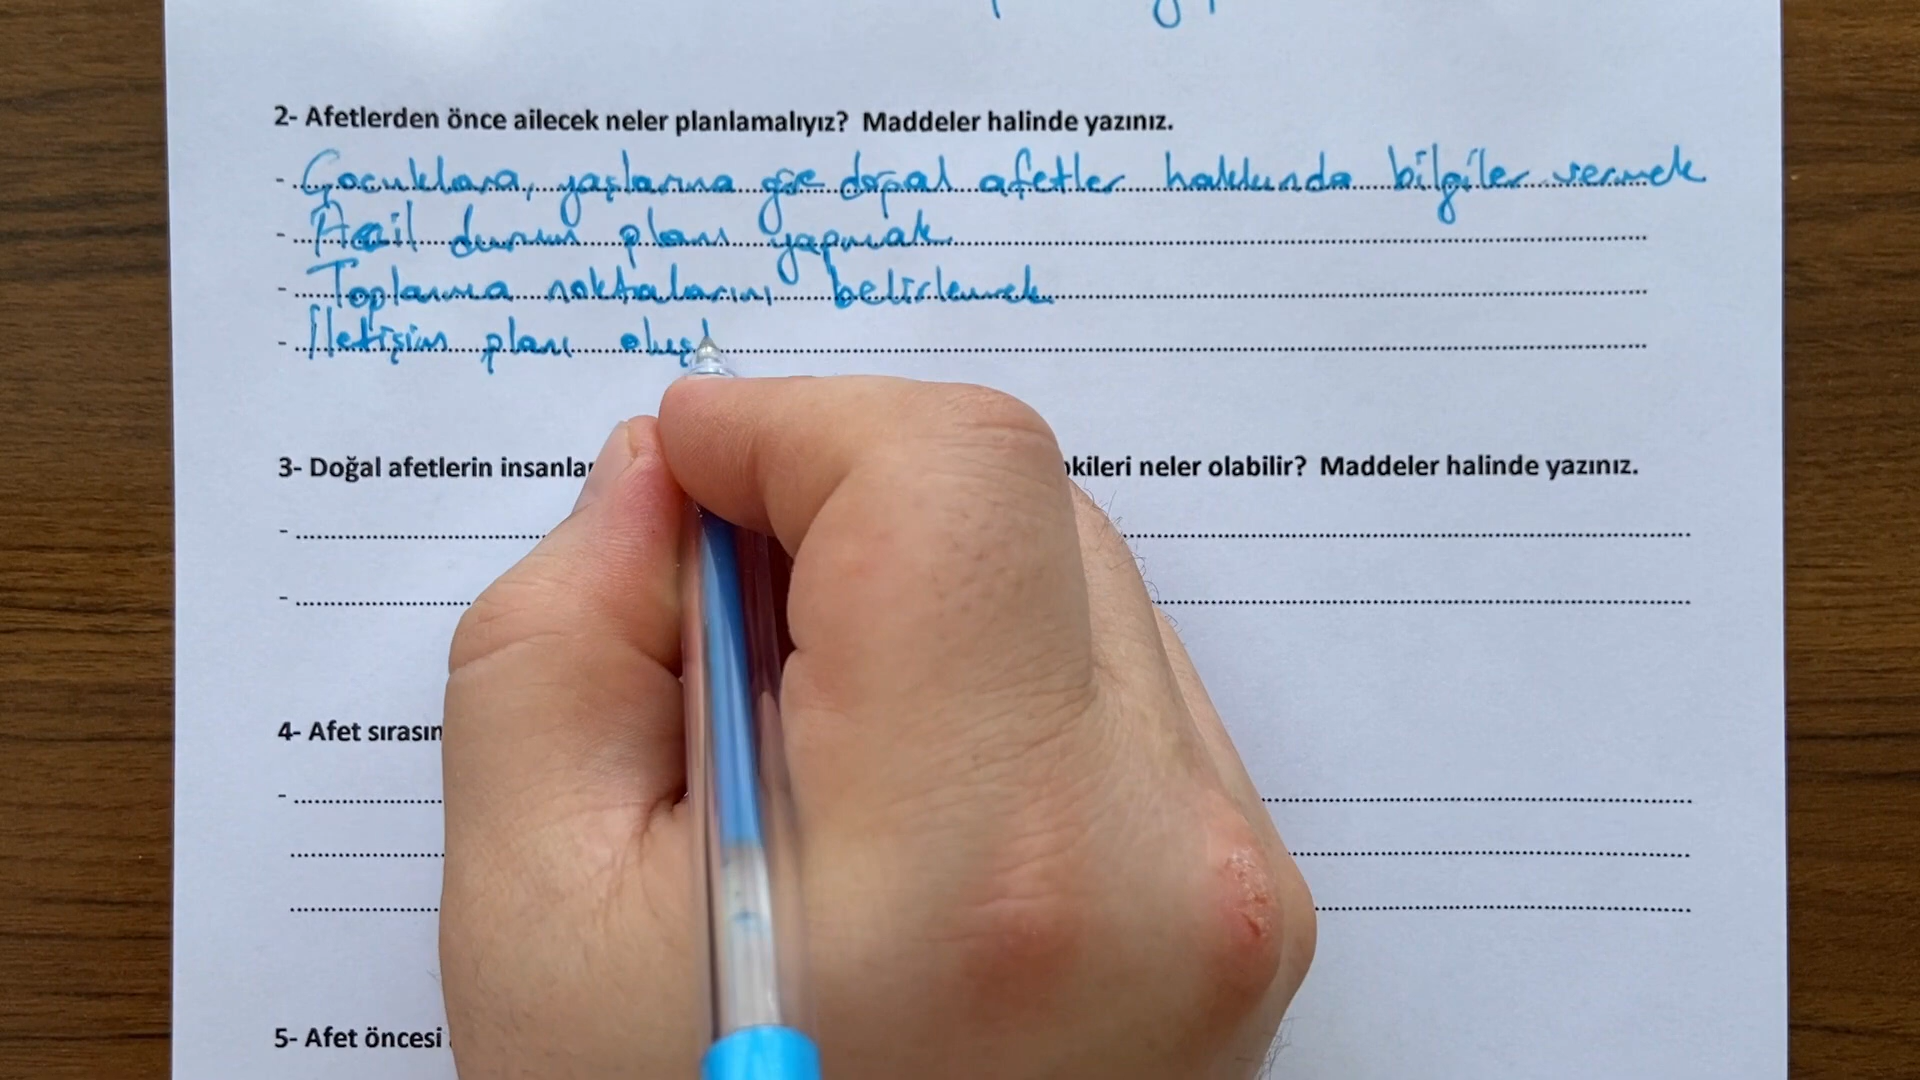 2- Afetlerden önce ailecek neler planlamalıyız? Maddeler halinde yazınız.
- Çocuklara, yaşlarına göre doğal afetler hakkında bilgiler vermek
- Acil durum planı yapmak
- Toplanma noktalarını belirlemek
- İletişim planı oluşt
3- Doğal afetlerin insanlar kileri neler olabilir? Maddeler halinde yazınız.
-
-
4- Afet sırasın
-
5- Afet öncesi